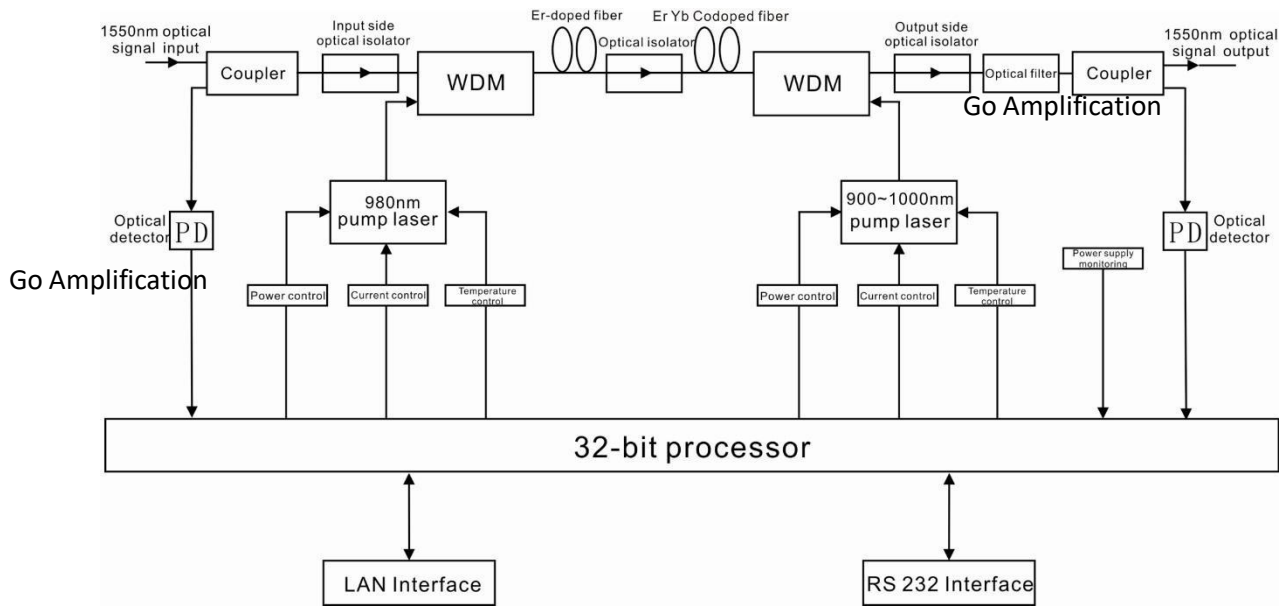 1550nm optical
signal input
Coupler
Input side
optical isolator
WDM
Er-doped fiber
Optical isolator
Er Yb Codoped fiber
WDM
Output side
optical isolator
Optical filter
Coupler
1550nm optical
signal output
Go Amplification
980nm
pump laser
900~1000nm
pump laser
Optical
detector
PD
PD
Optical
detector
Go Amplification
Power supply
monitoring
Power control
Current control
Temperature
control
Power control
Current control
Temperature
control
32-bit processor
LAN Interface
RS 232 Interface